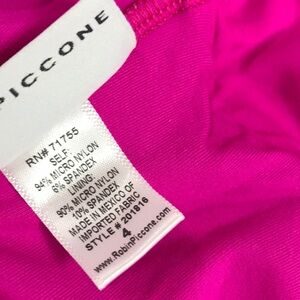 PICCONE
RN# 71755
SELF:
94% MICRO NYLON
6% SPANDEX
LINING:
90% MICRO NYLON
10% SPANDEX
MADE IN MEXICO OF
IMPORTED FABRIC
STYLE # 201816
4
www.RobinPiccone.com